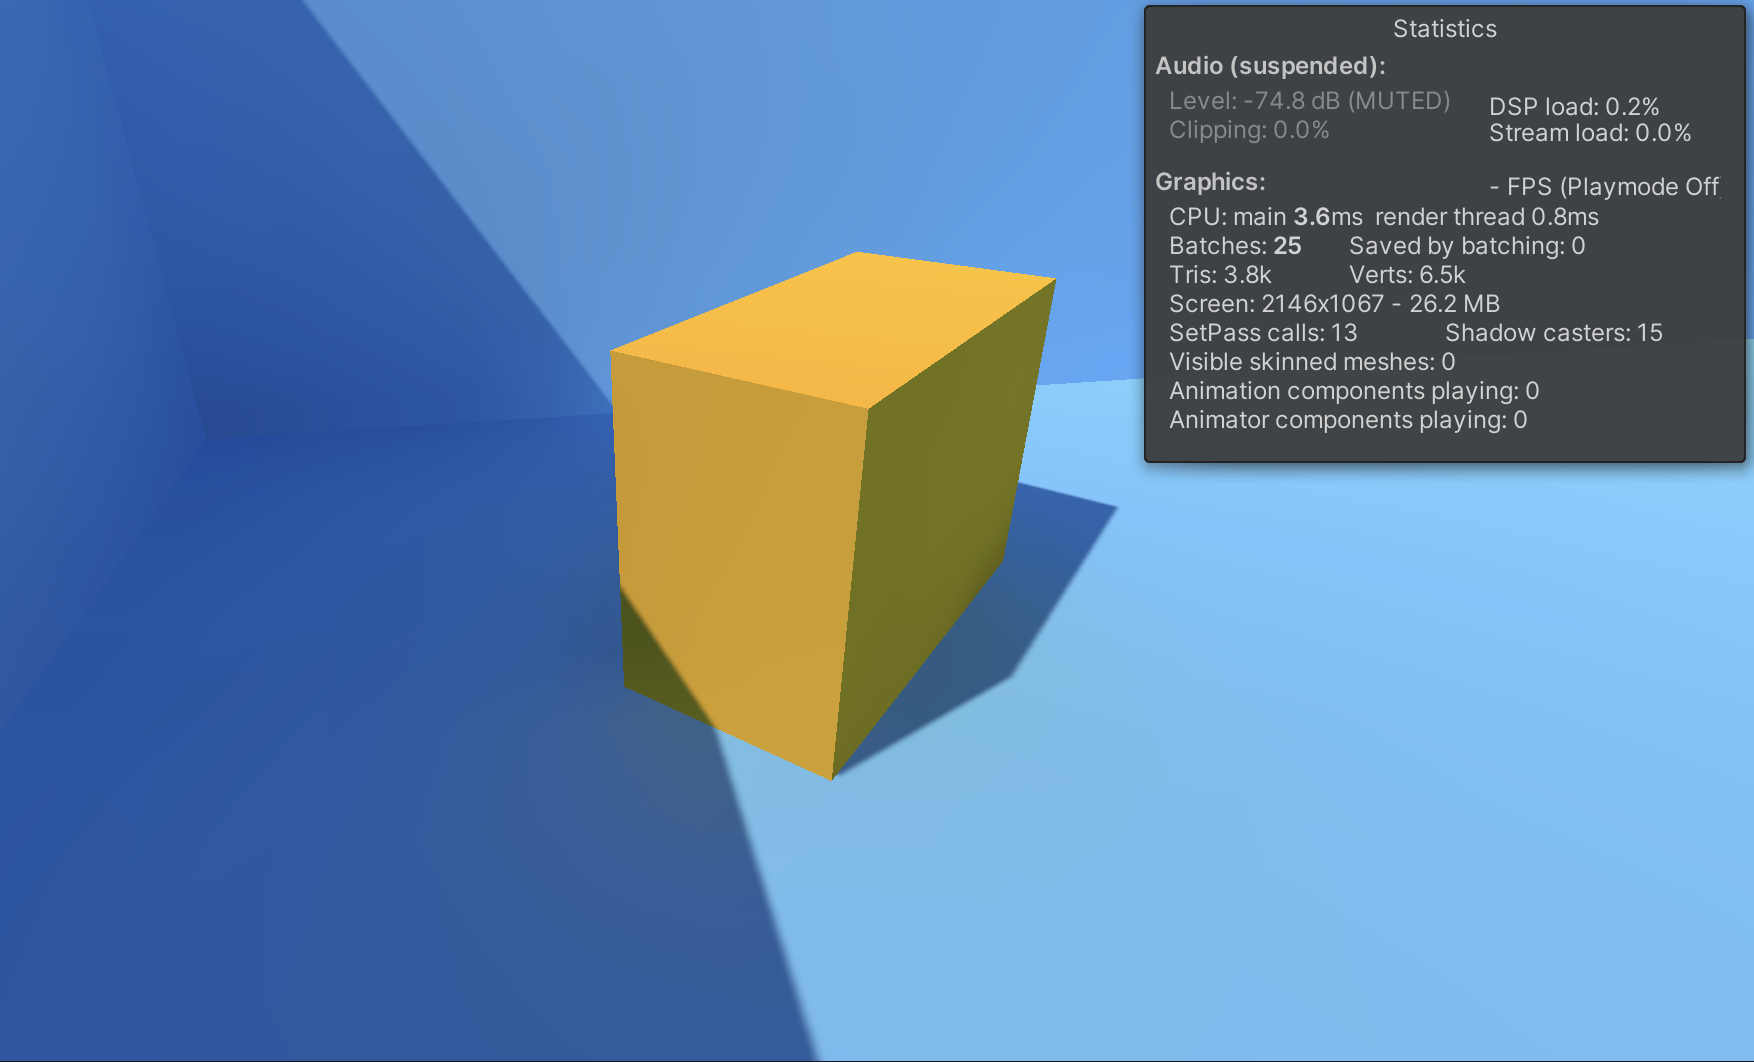 Statistics
Audio (suspended):
Level: -74.8 dB (MUTED)
DSP load: 0.2%
Clipping: 0.0%
Stream load: 0.0%
Graphics:
- FPS (Playmode Off
CPU: main 3.6ms render thread 0.8ms
Batches: 25 Saved by batching: 0
Tris: 3.8k Verts: 6.5k
Screen: 2146x1067 - 26.2 MB
SetPass calls: 13 Shadow casters: 15
Visible skinned meshes: 0
Animation components playing: 0
Animator components playing: 0